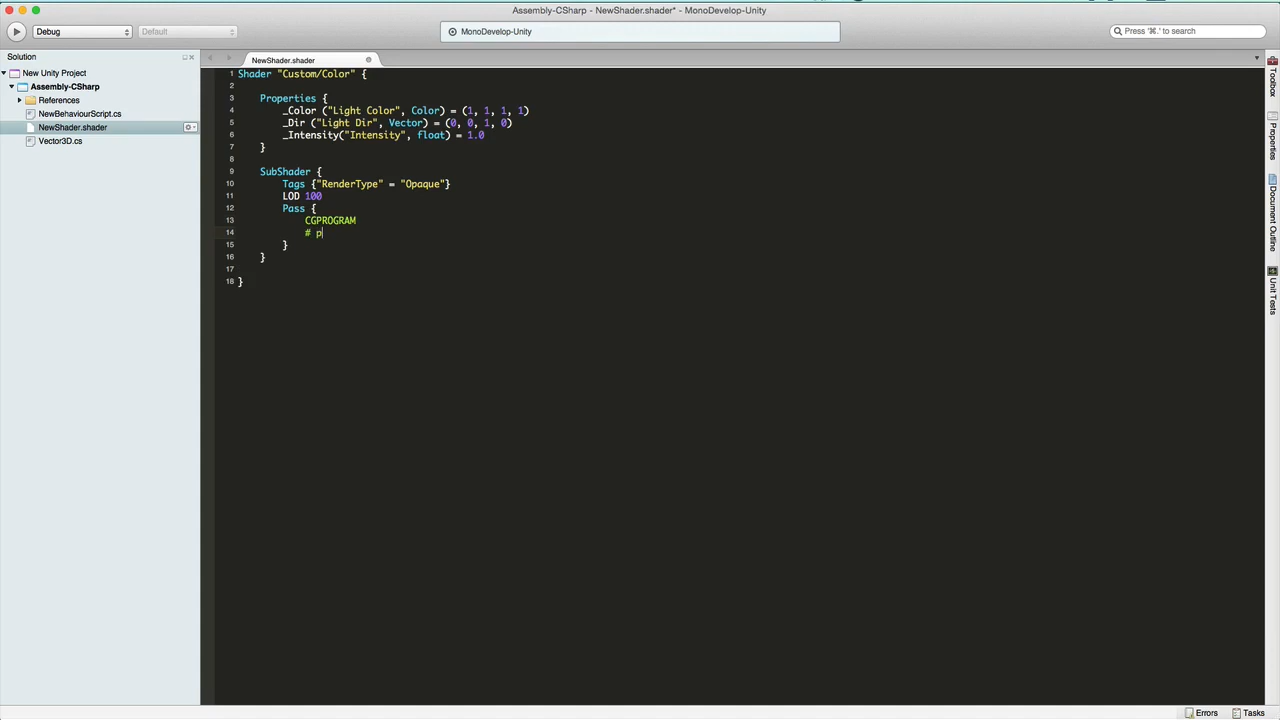 Assembly-CSharp - NewShader.shader* - MonoDevelop-Unity
Debug
Default
MonoDevelop-Unity
Press '⌘.' to search
Solution
New Unity Project
Assembly-CSharp
References
NewBehaviourScript.cs
NewShader.shader
Vector3D.cs
NewShader.shader
1 Shader "Custom/Color" {
2
3 Properties {
4 _Color ("Light Color", Color) = (1, 1, 1, 1)
5 _Dir ("Light Dir", Vector) = (0, 0, 1, 0)
6 _Intensity("Intensity", float) = 1.0
7 }
8
9 SubShader {
10 Tags {"RenderType" = "Opaque"}
11 LOD 100
12 Pass {
13 CGPROGRAM
14 # p
15 }
16 }
17
18 }
Toolbox
Properties
Document Outline
Unit Tests
Errors
Tasks